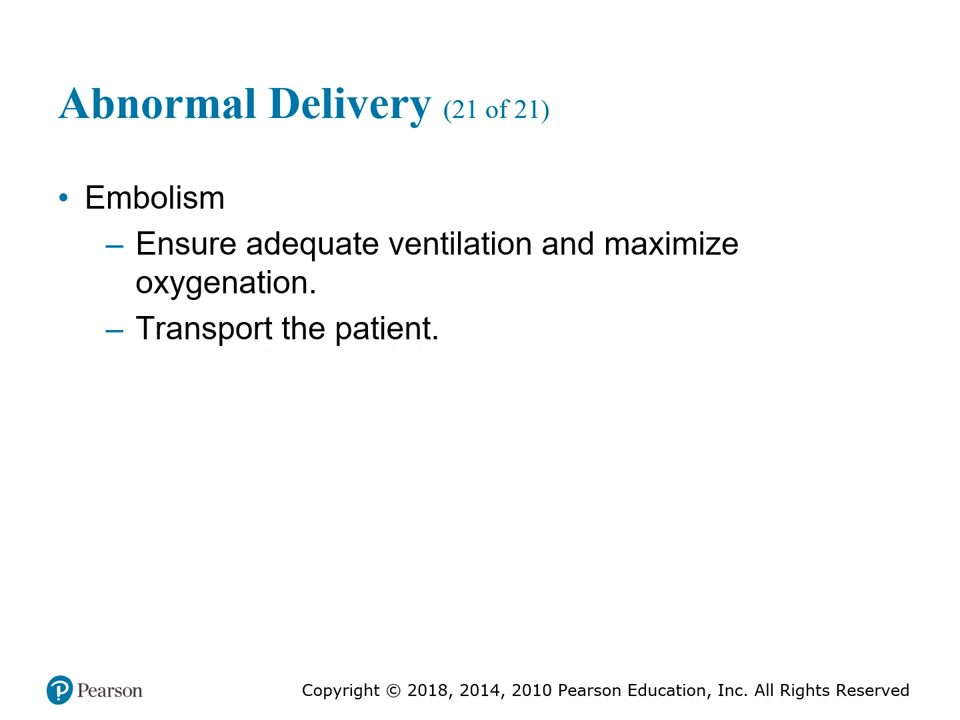 Abnormal Delivery (21 of 21)
• Embolism
– Ensure adequate ventilation and maximize
oxygenation.
– Transport the patient.
Pearson
Copyright © 2018, 2014, 2010 Pearson Education, Inc. All Rights Reserved